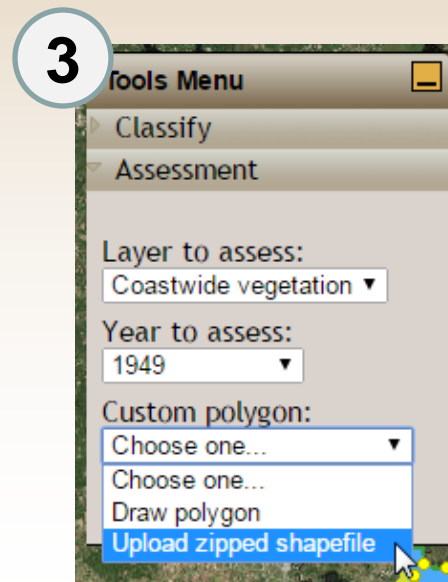 3
Tools Menu
Classify
Assessment
Layer to assess:
Coastwide vegetation
Year to assess:
1949
Custom polygon:
Choose one...
Choose one...
Draw polygon
Upload zipped shapefile